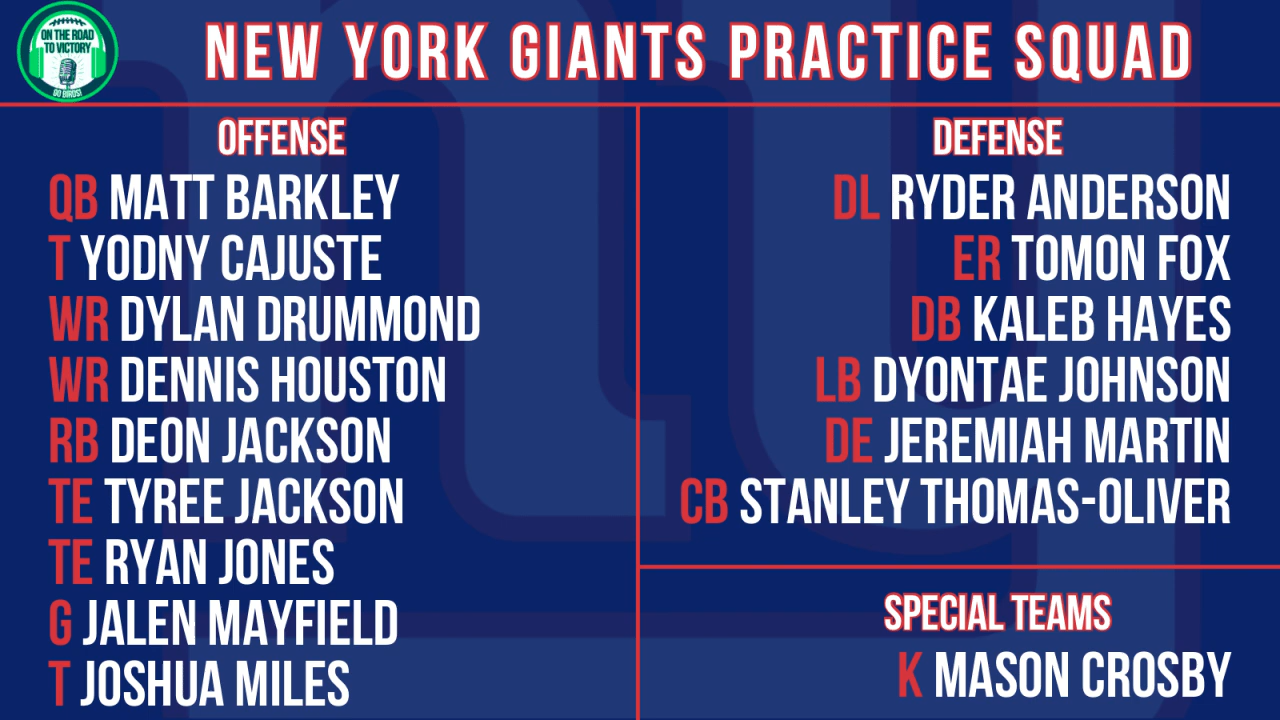 ON THE ROAD
TO VICTORY
GO BIRDS!
NEW YORK GIANTS PRACTICE SQUAD
OFFENSE
QB MATT BARKLEY
T YODNY CAJUSTE
WR DYLAN DRUMMOND
WR DENNIS HOUSTON
RB DEON JACKSON
TE TYREE JACKSON
TE RYAN JONES
G JALEN MAYFIELD
T JOSHUA MILES
DEFENSE
DL RYDER ANDERSON
ER TOMON FOX
DB KALEB HAYES
LB DYONTAE JOHNSON
DE JEREMIAH MARTIN
CB STANLEY THOMAS-OLIVER
SPECIAL TEAMS
K MASON CROSBY
ny